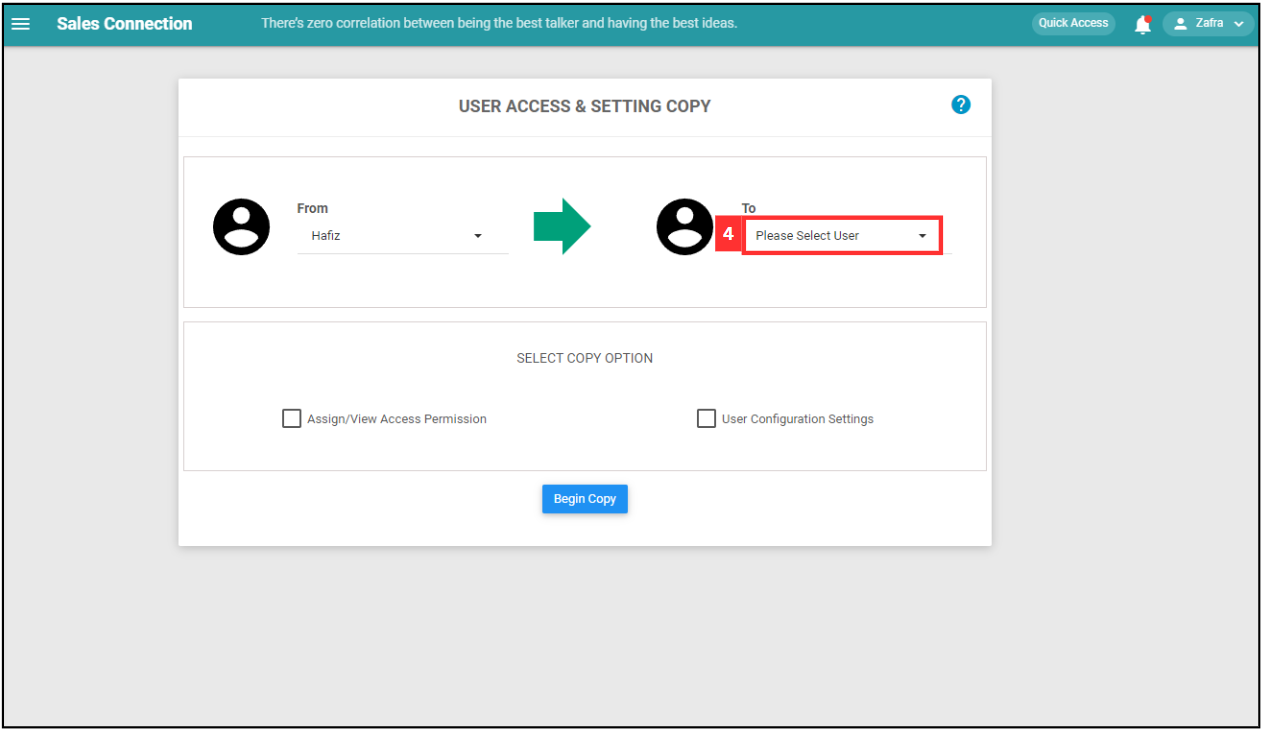 Sales Connection
There's zero correlation between being the best talker and having the best ideas.
Quick Access
Zafra
USER ACCESS & SETTING COPY
?
From
Hafiz
To
4
Please Select User
SELECT COPY OPTION
Assign/View Access Permission
User Configuration Settings
Begin Copy